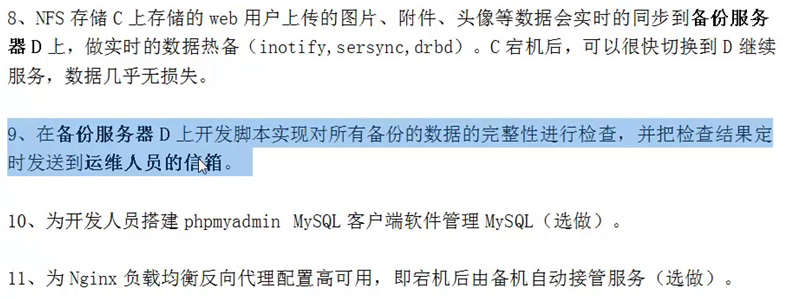 8、NFS 存储 C 上存储的 web 用户上传的图片、附件、头像等数据会实时的同步到备份服务
器 D 上，做实时的数据热备（inotify,sersync,drbd）。C 宕机后，可以很快切换到 D 继续
服务，数据几乎无损失。
9、在备份服务器 D 上开发脚本实现对所有备份的数据的完整性进行检查，并把检查结果定
时发送到运维人员的信箱。
10、为开发人员搭建 phpmyadmin MySQL 客户端软件管理 MySQL（选做）。
11、为 Nginx 负载均衡反向代理配置高可用，即宕机后由备机自动接管服务（选做）。